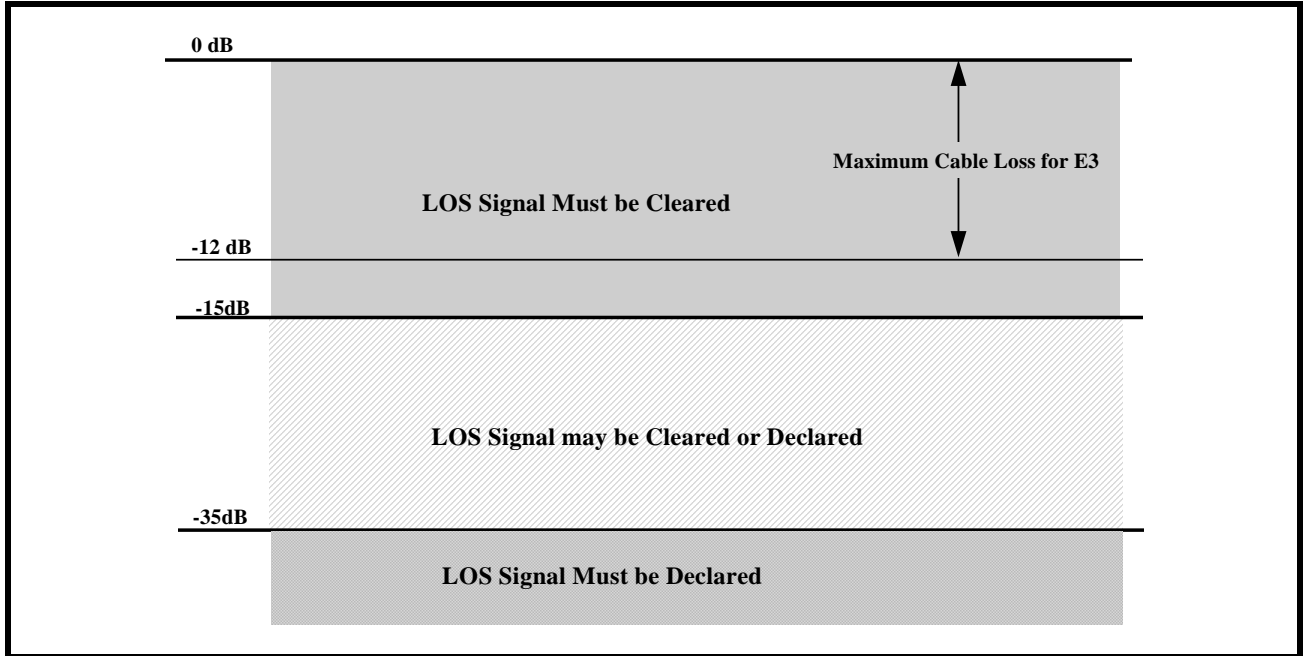 0 dB
Maximum Cable Loss for E3
LOS Signal Must be Cleared
-12 dB
-15dB
LOS Signal may be Cleared or Declared
-35dB
LOS Signal Must be Declared